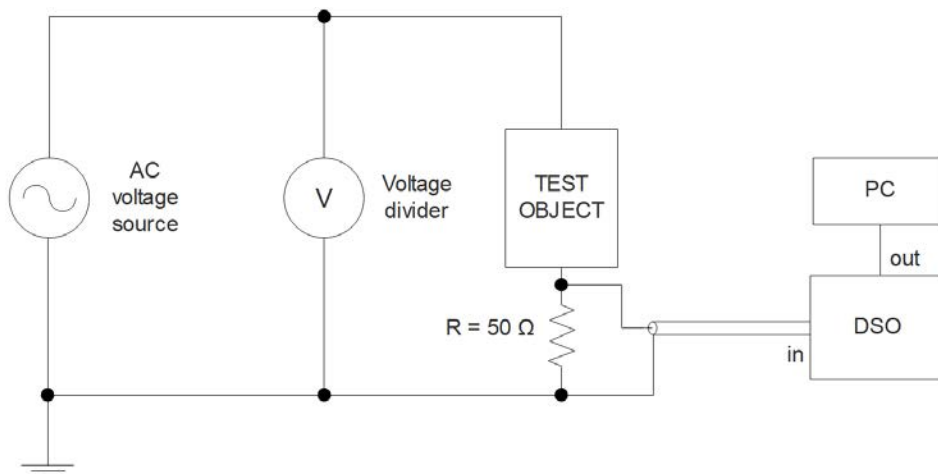 AC
voltage
source
V
Voltage
divider
TEST
OBJECT
R = 50 Ω
PC
out
DSO
in